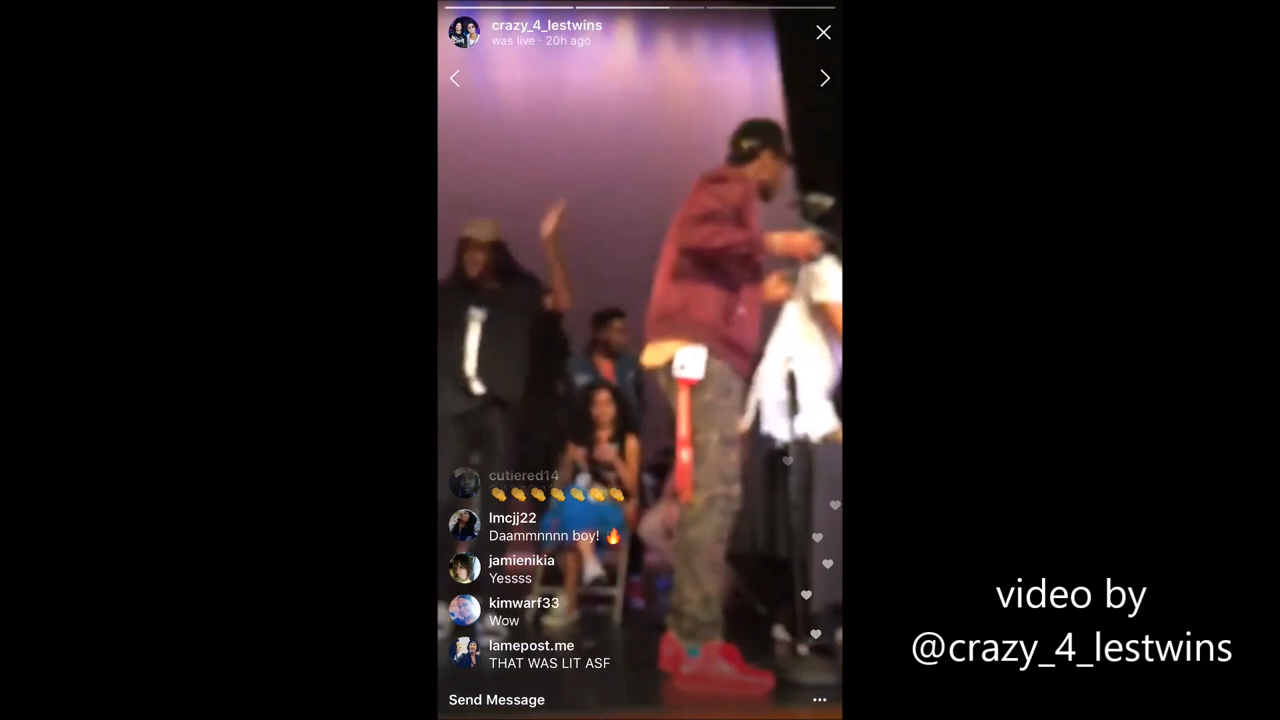 crazy_4_lestwins
was live · 20h ago
cutiered14
👏👏👏👏👏👏👏
lmcjj22
Daammnnnn boy! 🔥
jamienikia
Yessss
kimwarf33
Wow
lamepost.me
THAT WAS LIT ASF
Send Message
video by
@crazy_4_lestwins